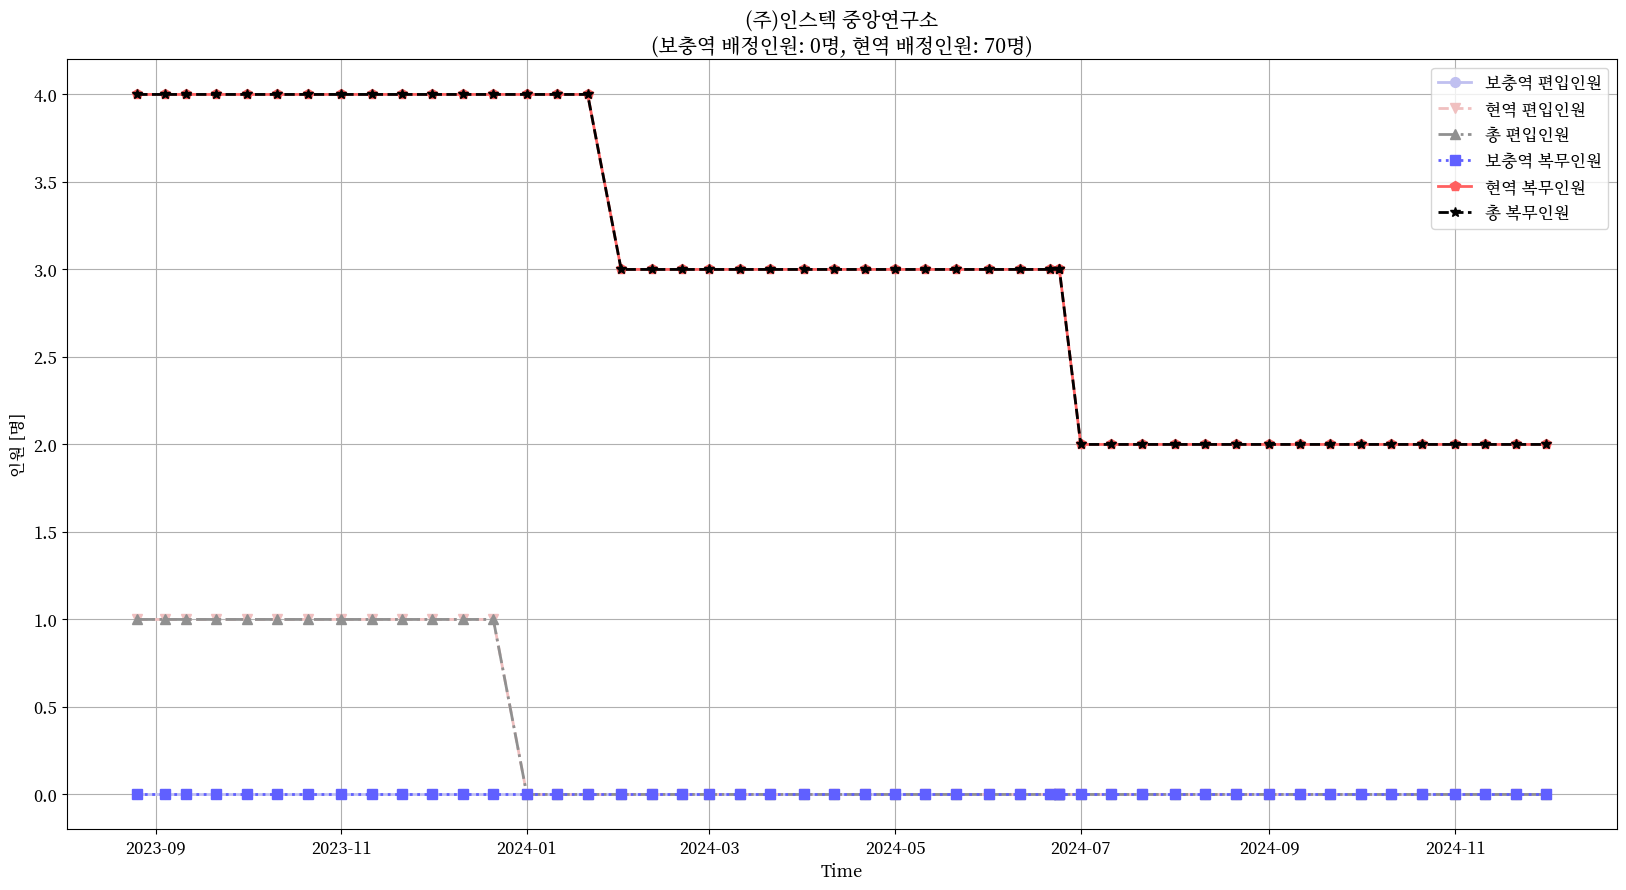 (주)인스텍 중앙연구소
(보충역 배정인원: 0명, 현역 배정인원: 70명)
보충역 편입인원
현역 편입인원
총 편입인원
보충역 복무인원
현역 복무인원
총 복무인원
4.0
3.5
3.0
2.5
2.0
1.5
1.0
0.5
0.0
인원 [명]
2023-09 2023-11 2024-01 2024-03 2024-05 2024-07 2024-09 2024-11
Time